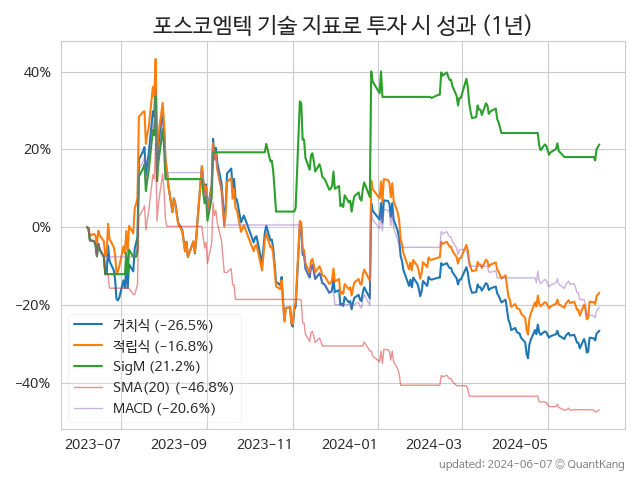 포스코엠텍 기술 지표로 투자 시 성과 (1년)
40%
20%
0%
−20%
−40%
거치식 (−26.5%)
적립식 (−16.8%)
SigM (21.2%)
SMA(20) (−46.8%)
MACD (−20.6%)
2023−07 2023−09 2023−11 2024−01 2024−03 2024−05
updated: 2024−06−07 ⓒ QuantKang